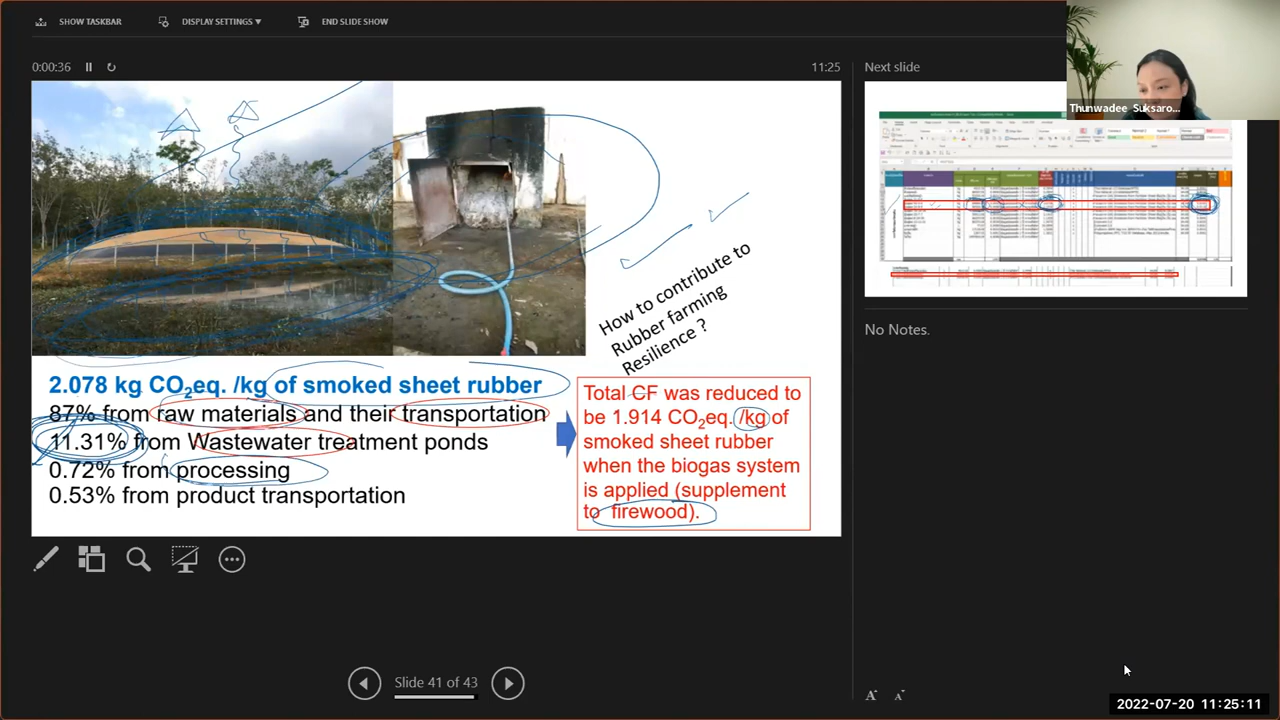 SHOW TASKBAR
DISPLAY SETTINGS ▼
END SLIDE SHOW
0:00:36
11:25
Next slide
Thunwadee Suksaro...
No Notes.
How to contribute to
Rubber farming
Resilience ?
2.078 kg CO₂eq. /kg of smoked sheet rubber
87% from raw materials and their transportation
11.31% from Wastewater treatment ponds
0.72% from processing
0.53% from product transportation
Total CF was reduced to
be 1.914 CO₂eq. /kg of
smoked sheet rubber
when the biogas system
is applied (supplement
to firewood).
Slide 41 of 43
A A
2022-07-20 11:25:11